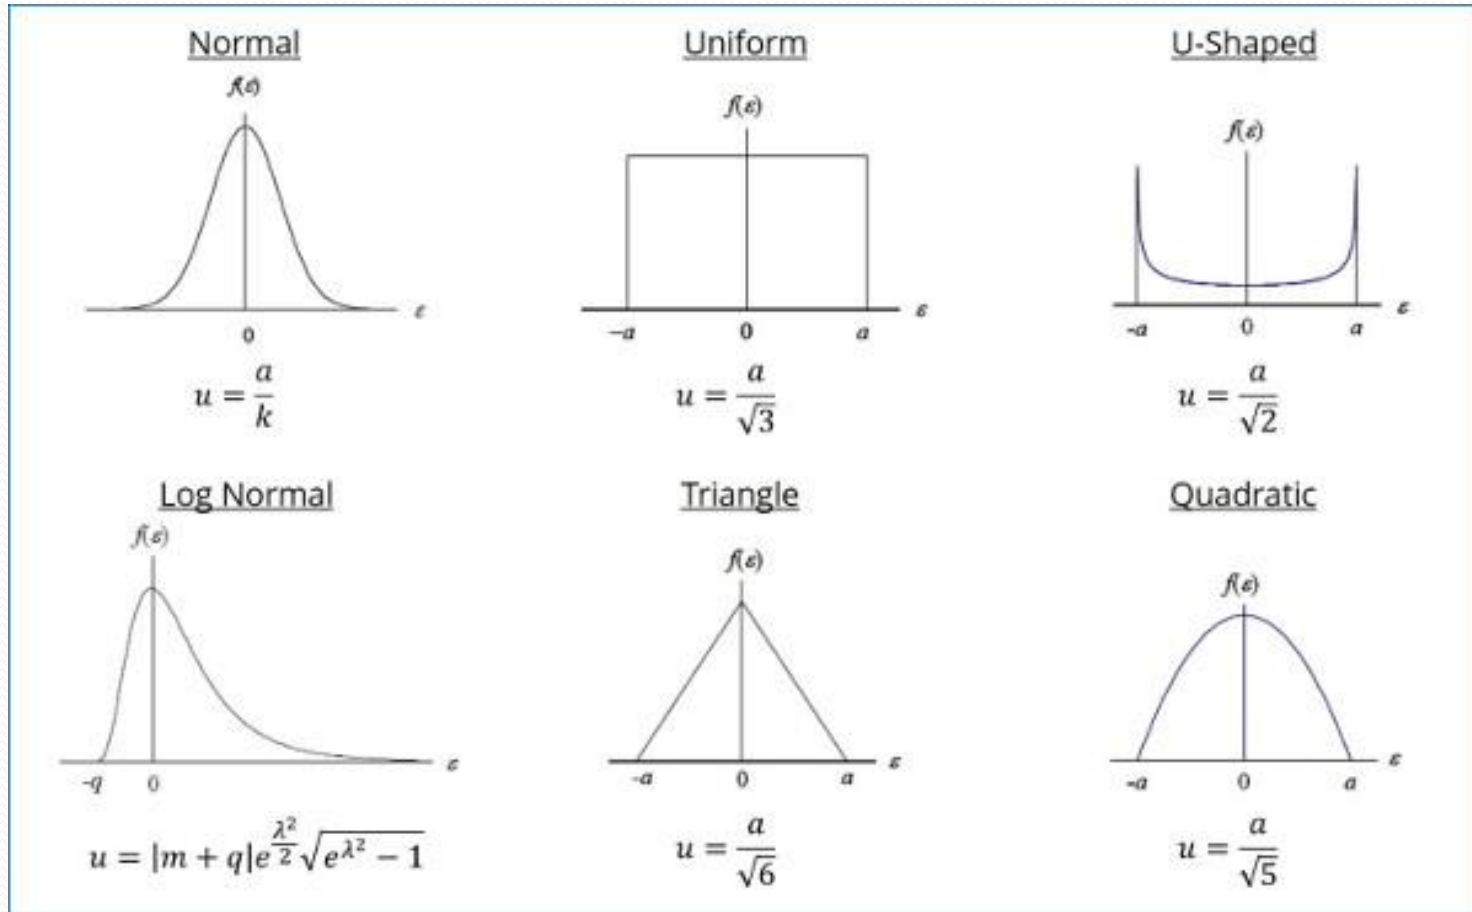 Normal
f(ε)
ε
0
u = a/k
Uniform
f(ε)
ε
−a 0 a
u = a/√3
U-Shaped
f(ε)
ε
-a 0 a
u = a/√2
Log Normal
f(ε)
ε
-q 0
u = |m + q|e^(λ²/2)√(e^(λ²) − 1)
Triangle
f(ε)
ε
-a 0 a
u = a/√6
Quadratic
f(ε)
ε
-a 0 a
u = a/√5